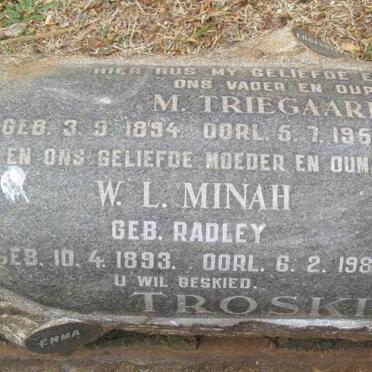 HIER RUS MY GELIEFDE E
ONS VADER EN OUP
M. TRIEGAAR
GEB. 3. 9. 1894. OORL. 5. 7. 195
EN ONS GELIEFDE MOEDER EN OUM
W. L. MINAH
GEB. RADLEY
GEB. 10. 4. 1893. OORL. 6. 2. 198
U WIL GESKIED.
TROSKI
EMMA